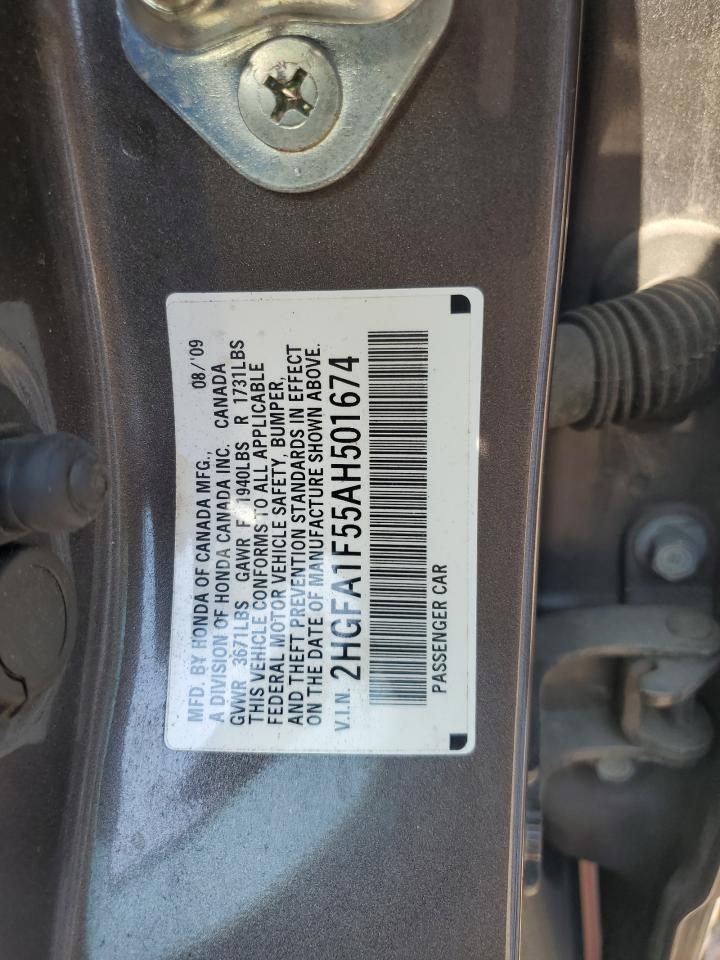 MFD. BY HONDA OF CANADA MFG., 08/'09
A DIVISION OF HONDA CANADA INC. CANADA
GVWR 3671LBS GAWR F 1940LBS R 1731LBS
THIS VEHICLE CONFORMS TO ALL APPLICABLE
FEDERAL MOTOR VEHICLE SAFETY, BUMPER,
AND THEFT PREVENTION STANDARDS IN EFFECT
ON THE DATE OF MANUFACTURE SHOWN ABOVE.
V.I.N. 2HGFA1F55AH501674
PASSENGER CAR